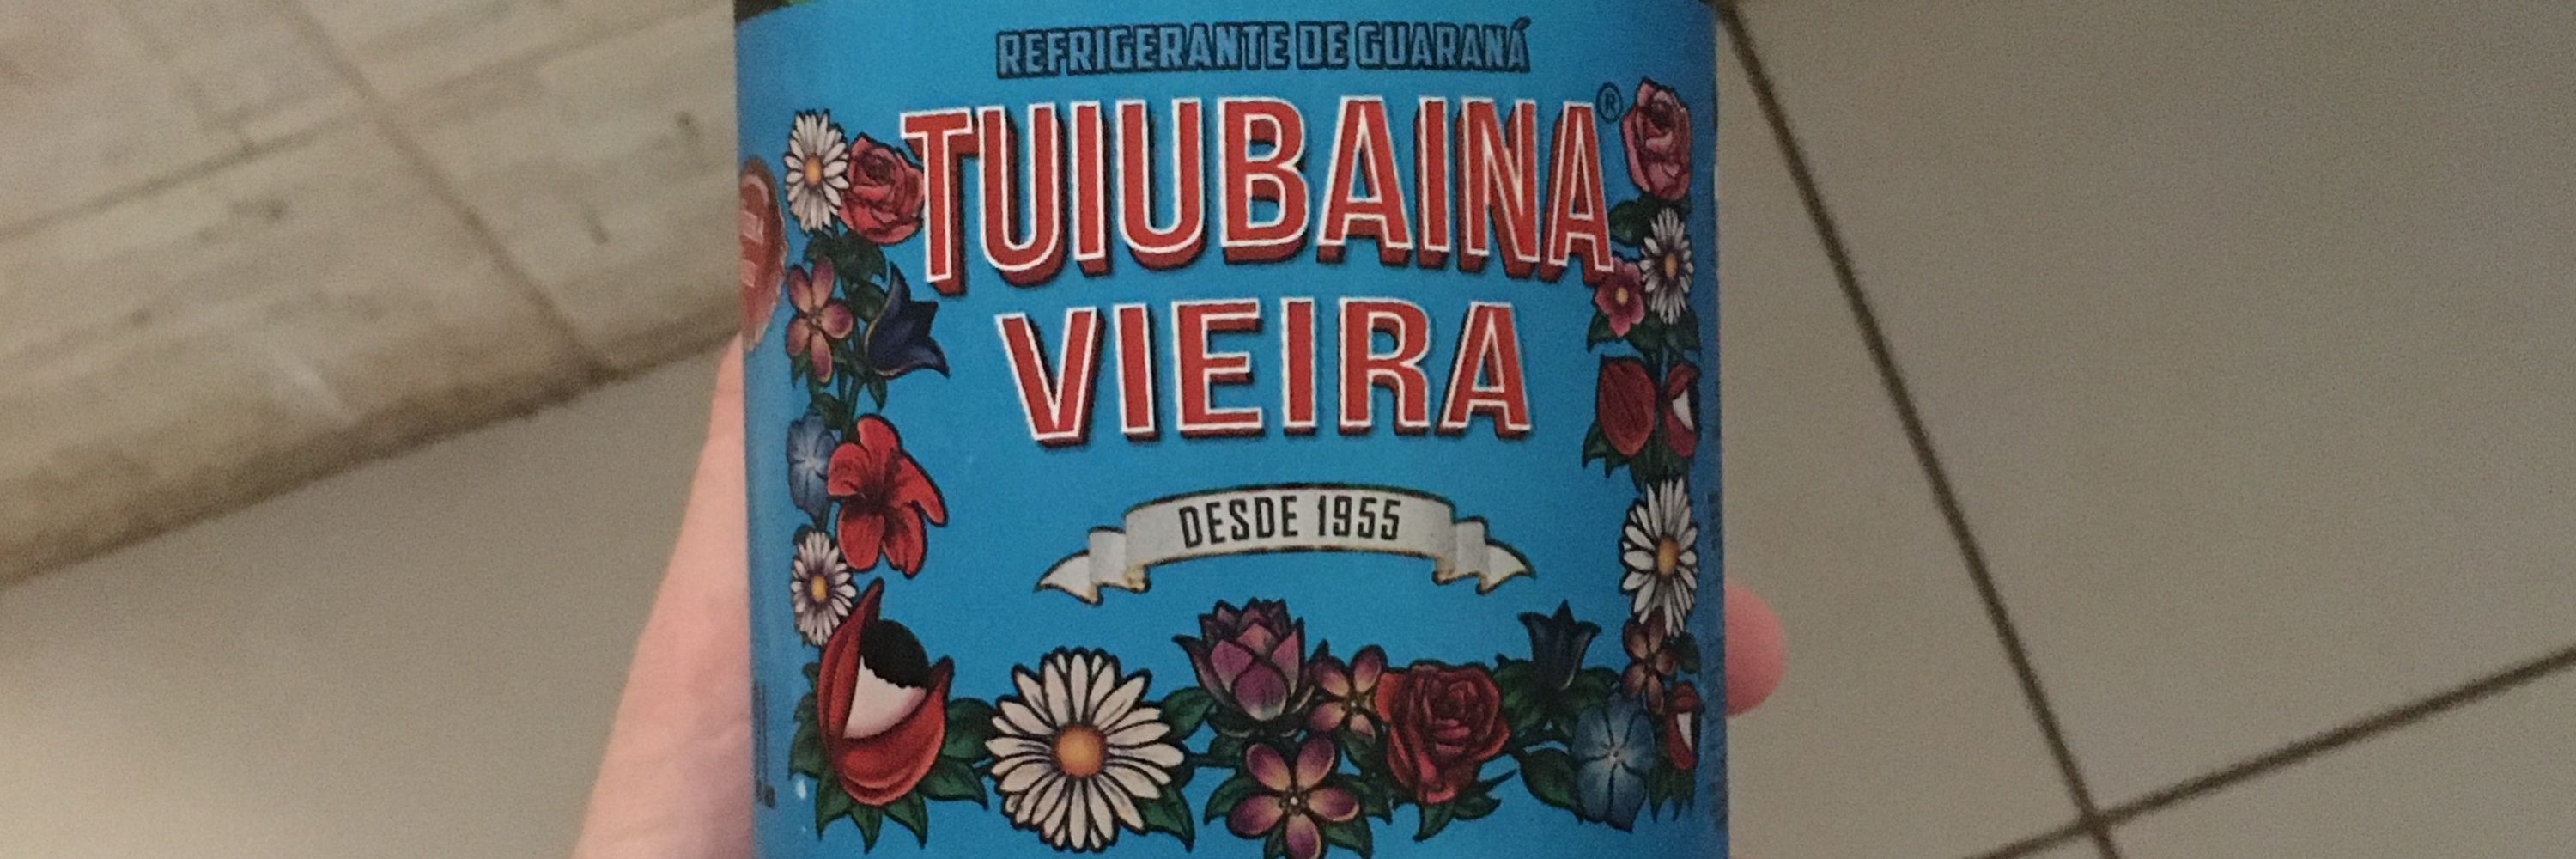 REFRIGERANTE DE GUARANÁ
TUIUBAINA®
VIEIRA
DESDE 1955